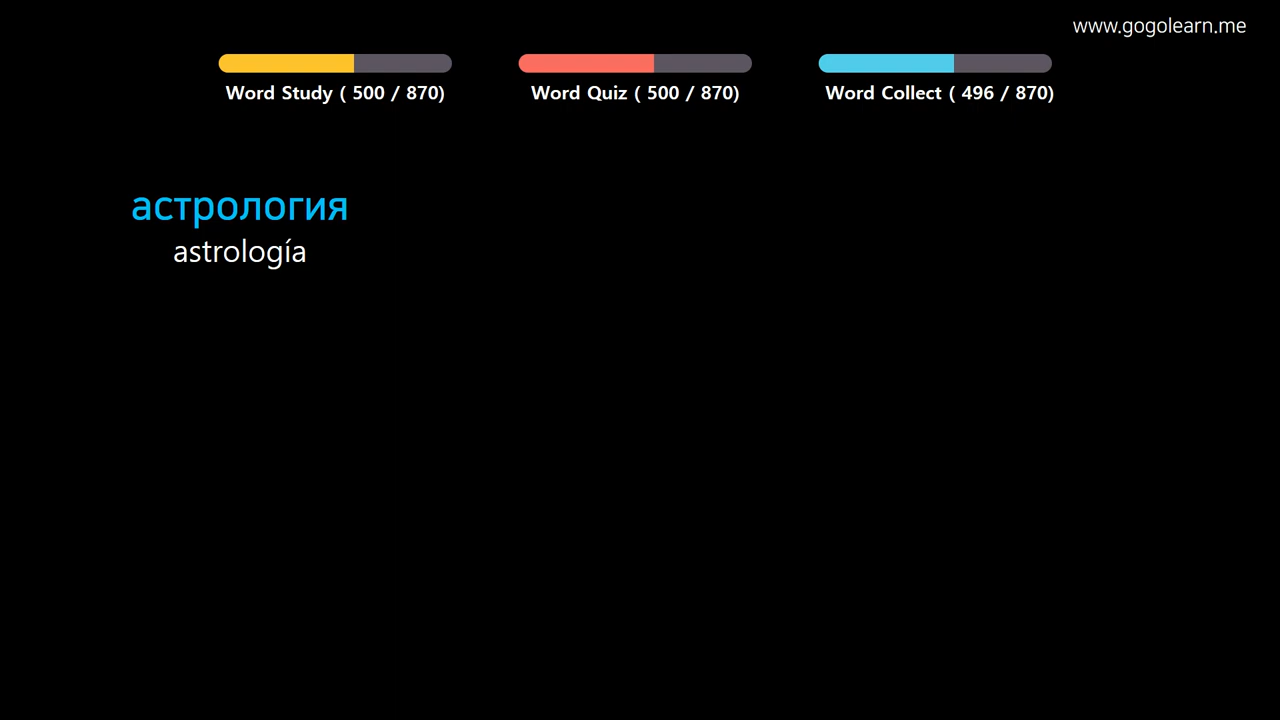 www.gogolearn.me
Word Study ( 500 / 870)
Word Quiz ( 500 / 870)
Word Collect ( 496 / 870)
астрология
astrología